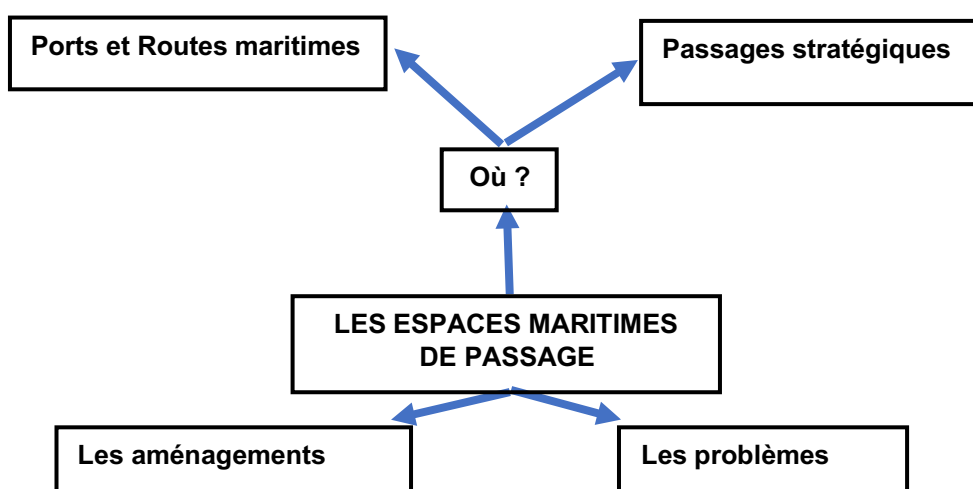 Ports et Routes maritimes
Passages stratégiques
Où ?
LES ESPACES MARITIMES
DE PASSAGE
Les aménagements
Les problèmes